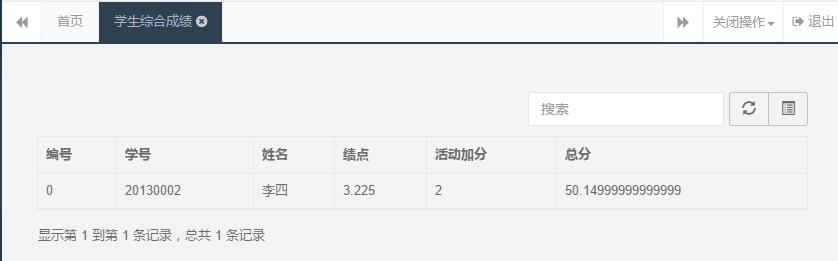 首页 学生综合成绩 关闭操作 退出
搜索
编号 学号 姓名 绩点 活动加分 总分
0 20130002 李四 3.225 2 50.14999999999999
显示第 1 到第 1 条记录，总共 1 条记录